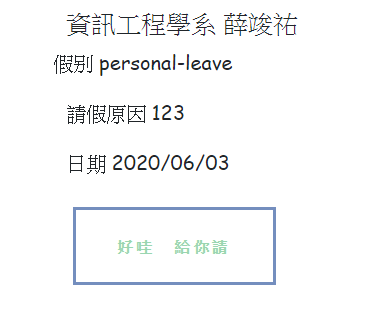 資訊工程學系 薛竣祐
假別 personal-leave
請假原因 123
日期 2020/06/03
好哇 給你請